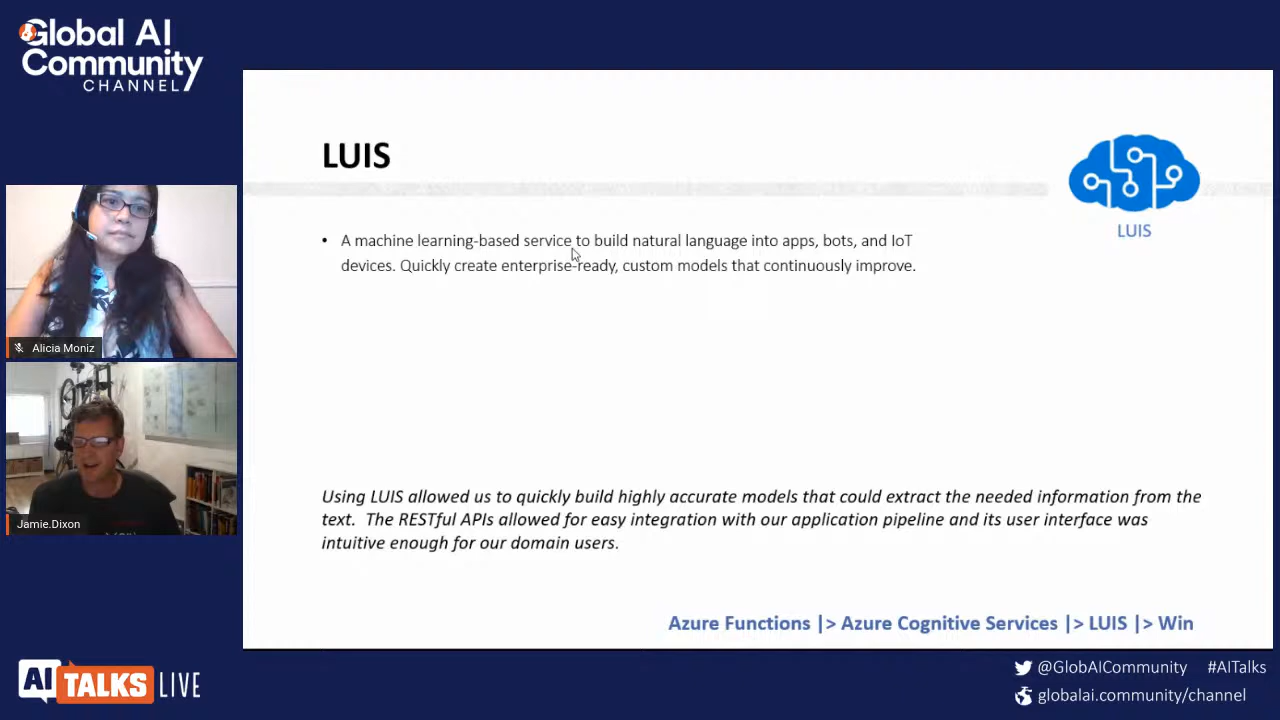 Global AI
Community
CHANNEL
LUIS
LUIS
• A machine learning-based service to build natural language into apps, bots, and IoT
devices. Quickly create enterprise-ready, custom models that continuously improve.
Alicia Moniz
Jamie.Dixon
Using LUIS allowed us to quickly build highly accurate models that could extract the needed information from the
text. The RESTful APIs allowed for easy integration with our application pipeline and its user interface was
intuitive enough for our domain users.
Azure Functions |> Azure Cognitive Services |> LUIS |> Win
AI TALKS LIVE
@GlobAICommunity #AITalks
globalai.community/channel